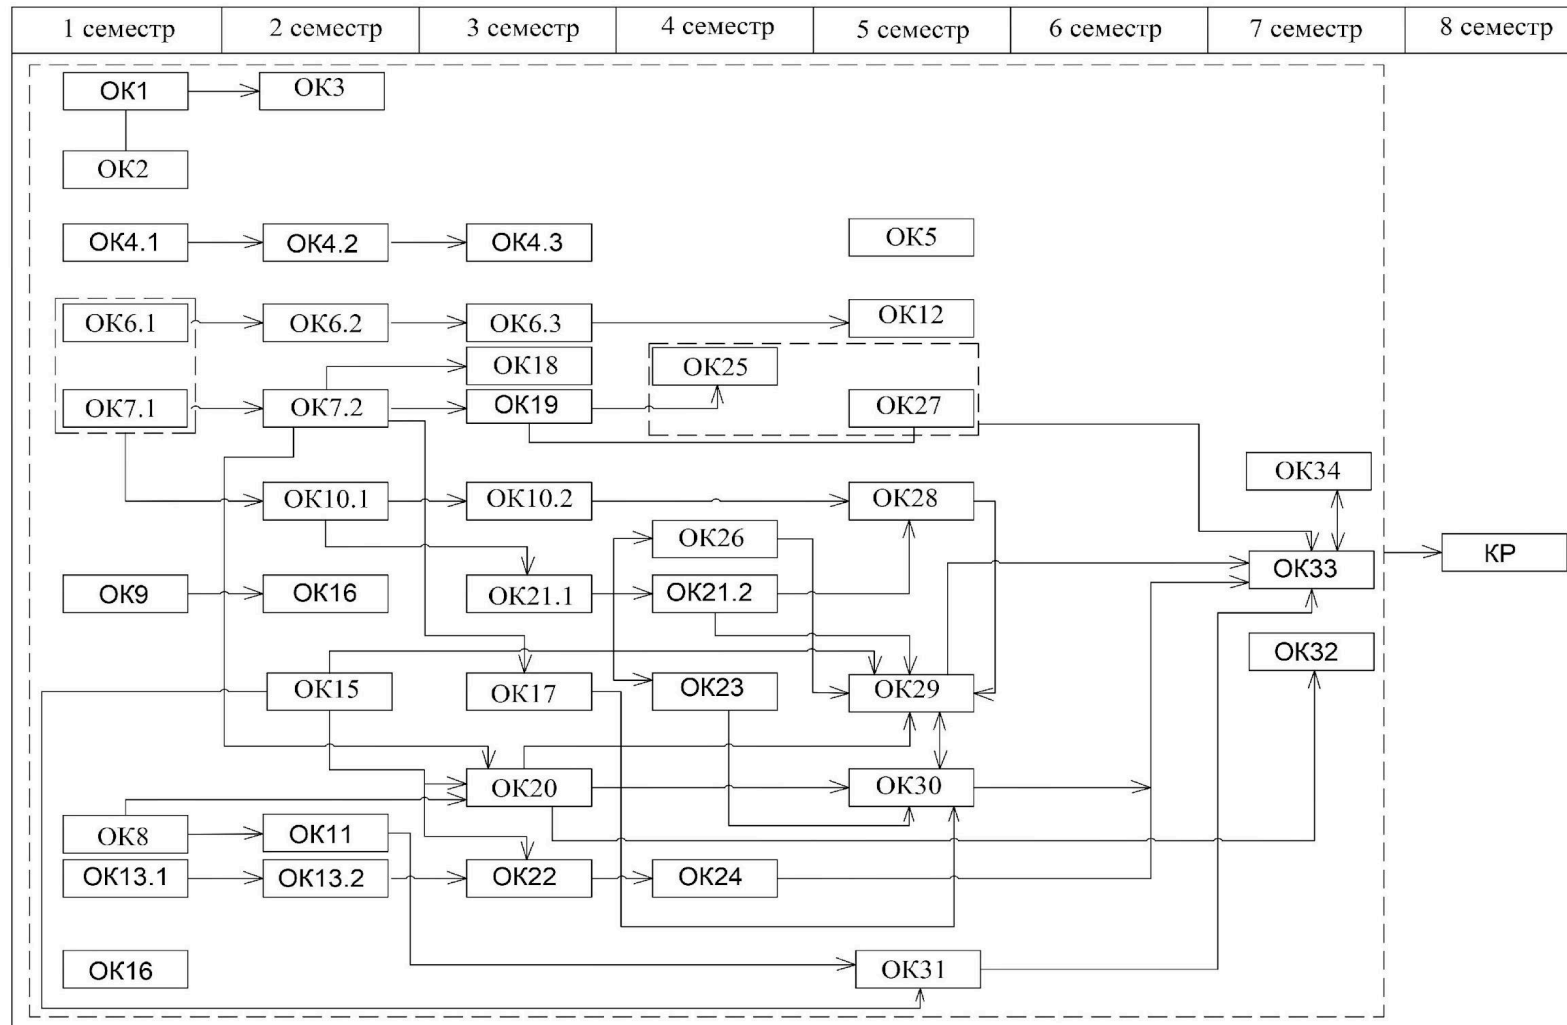 1 семестр 2 семестр 3 семестр 4 семестр 5 семестр 6 семестр 7 семестр 8 семестр
ОК1 ОК3
ОК2
ОК4.1 ОК4.2 ОК4.3 ОК5
ОК6.1 ОК6.2 ОК6.3 ОК12
ОК18 ОК25
ОК7.1 ОК7.2 ОК19 ОК27
ОК34
ОК10.1 ОК10.2 ОК28
ОК26
КР
ОК33
ОК9 ОК16 ОК21.1 ОК21.2
ОК32
ОК15 ОК17 ОК23 ОК29
ОК20 ОК30
ОК8 ОК11
ОК13.1 ОК13.2 ОК22 ОК24
ОК16 ОК31